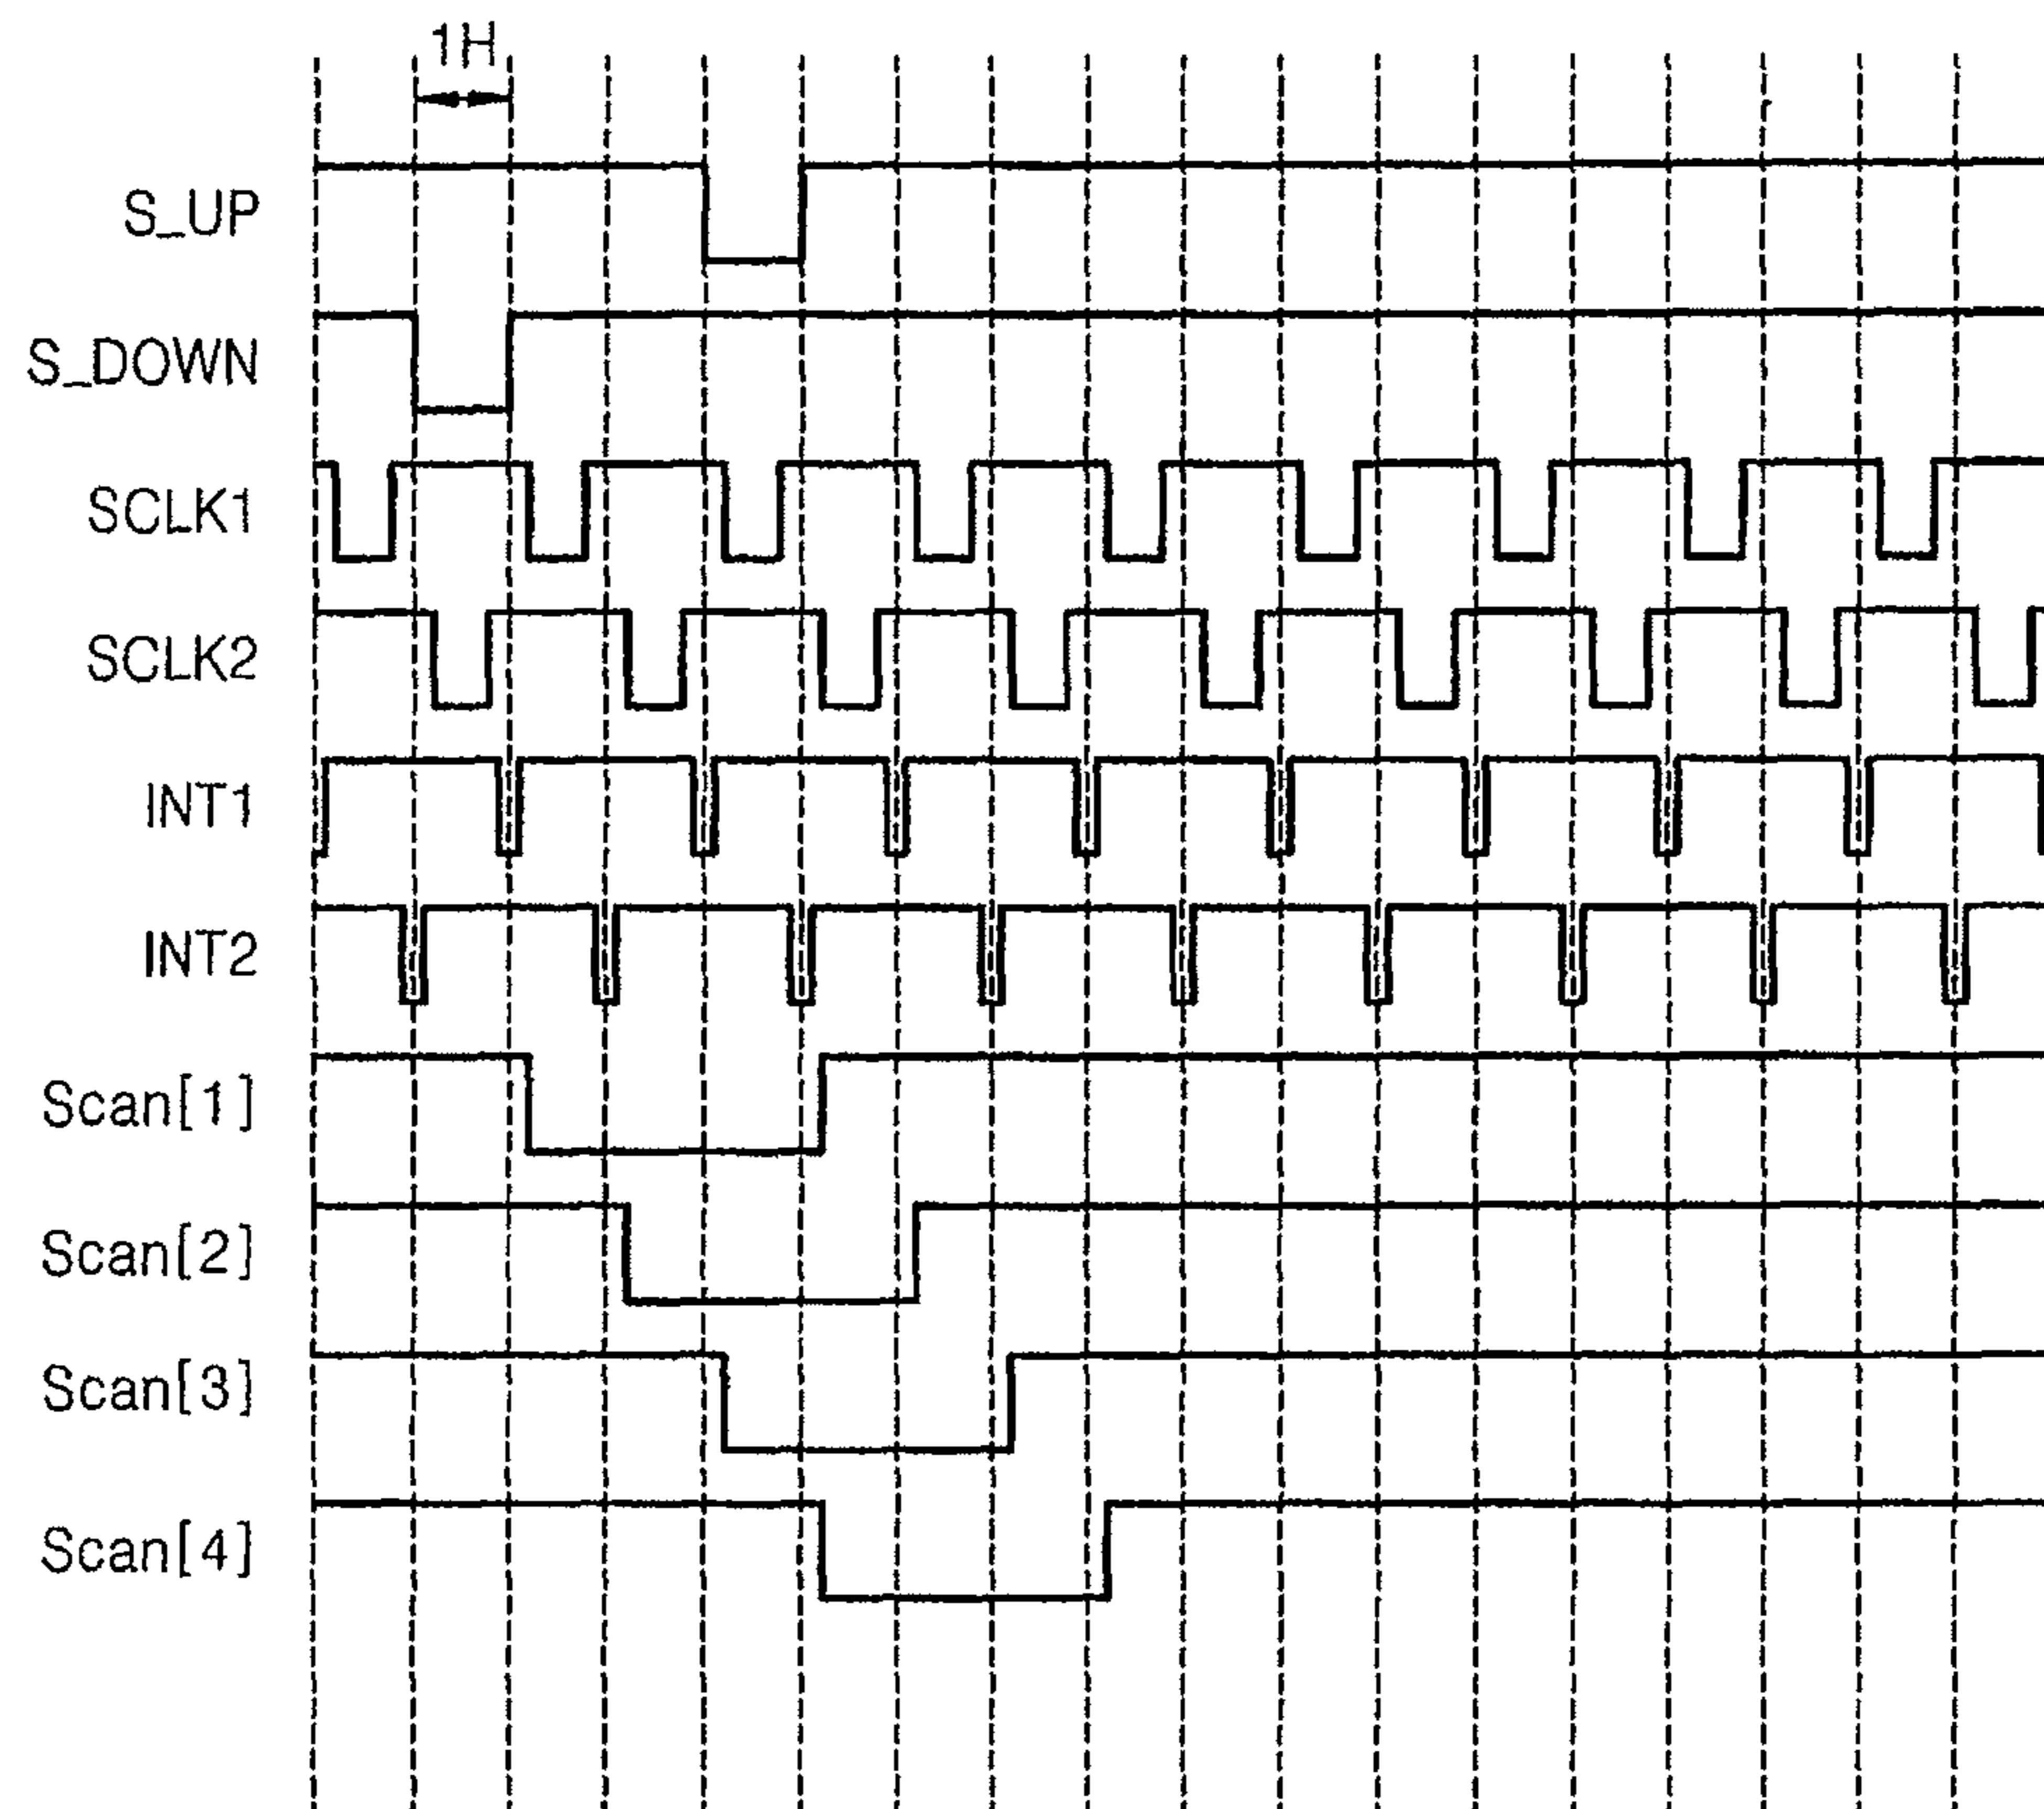 1H
S_UP
S_DOWN
SCLK1
SCLK2
INT1
INT2
Scan[1]
Scan[2]
Scan[3]
Scan[4]